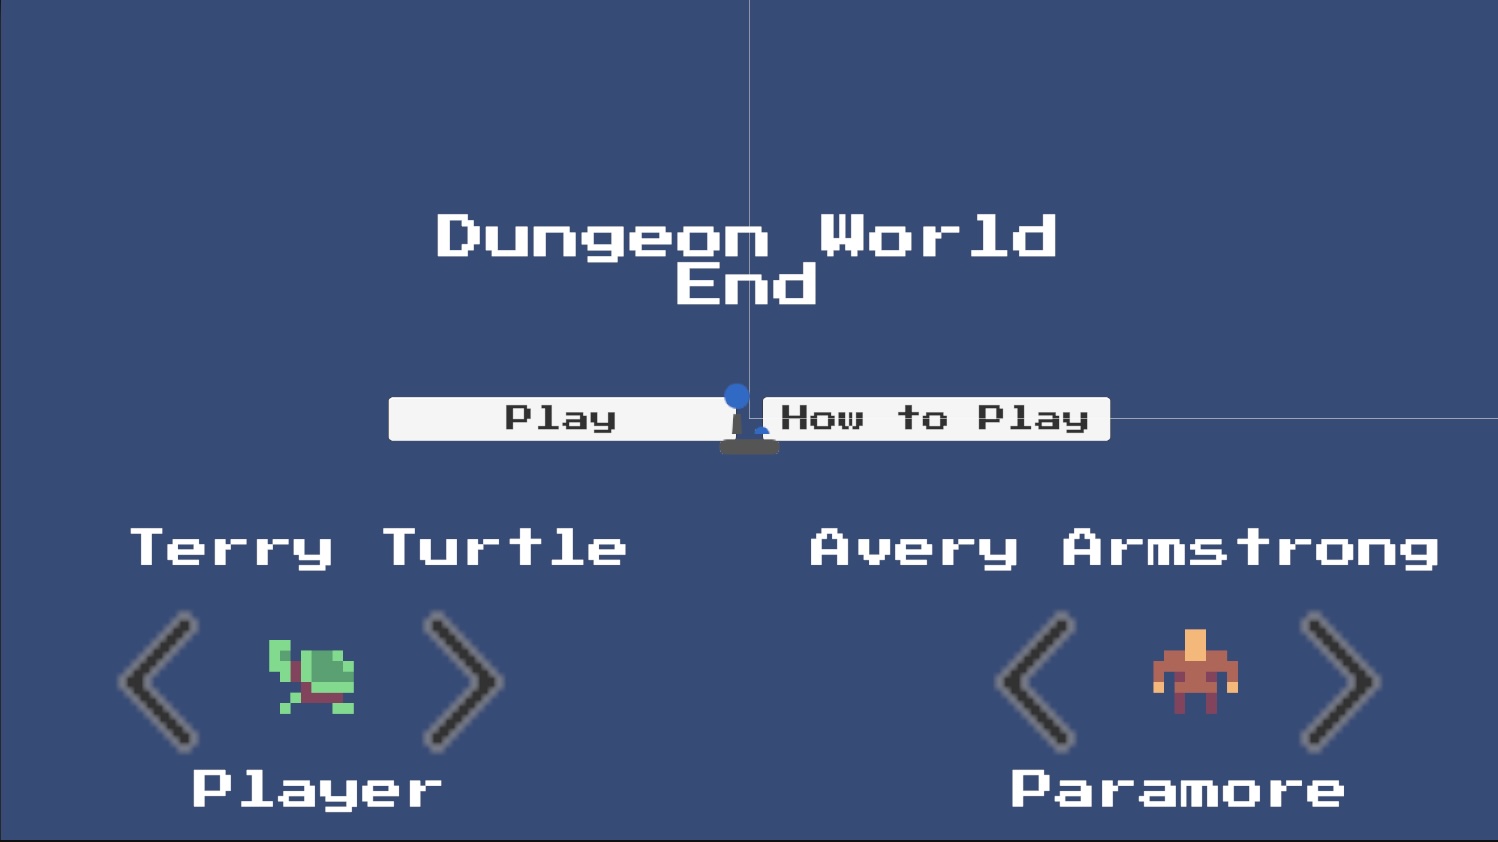 Dungeon World
End
Play
How to Play
Terry Turtle
Avery Armstrong
Player
Paramore